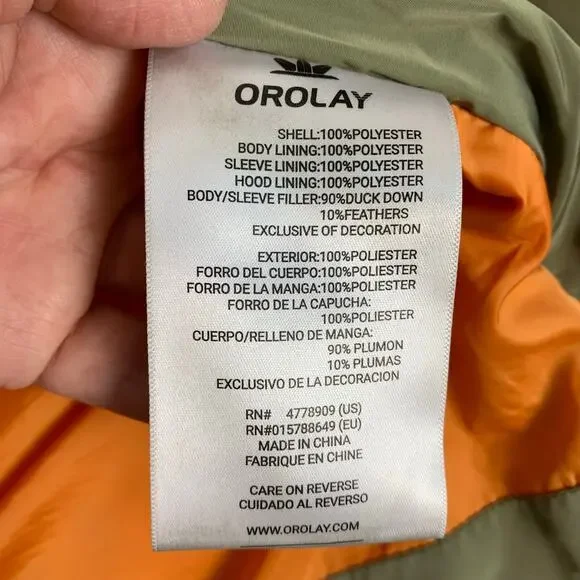 OROLAY
SHELL:100%POLYESTER
BODY LINING:100%POLYESTER
SLEEVE LINING:100%POLYESTER
HOOD LINING:100%POLYESTER
BODY/SLEEVE FILLER:90%DUCK DOWN
10%FEATHERS
EXCLUSIVE OF DECORATION
EXTERIOR:100%POLIESTER
FORRO DEL CUERPO:100%POLIESTER
FORRO DE LA MANGA:100%POLIESTER
FORRO DE LA CAPUCHA:
100%POLIESTER
CUERPO/RELLENO DE MANGA:
90% PLUMON
10% PLUMAS
EXCLUSIVO DE LA DECORACION
RN# 4778909 (US)
RN#015788649 (EU)
MADE IN CHINA
FABRIQUE EN CHINE
CARE ON REVERSE
CUIDADO AL REVERSO
WWW.OROLAY.COM